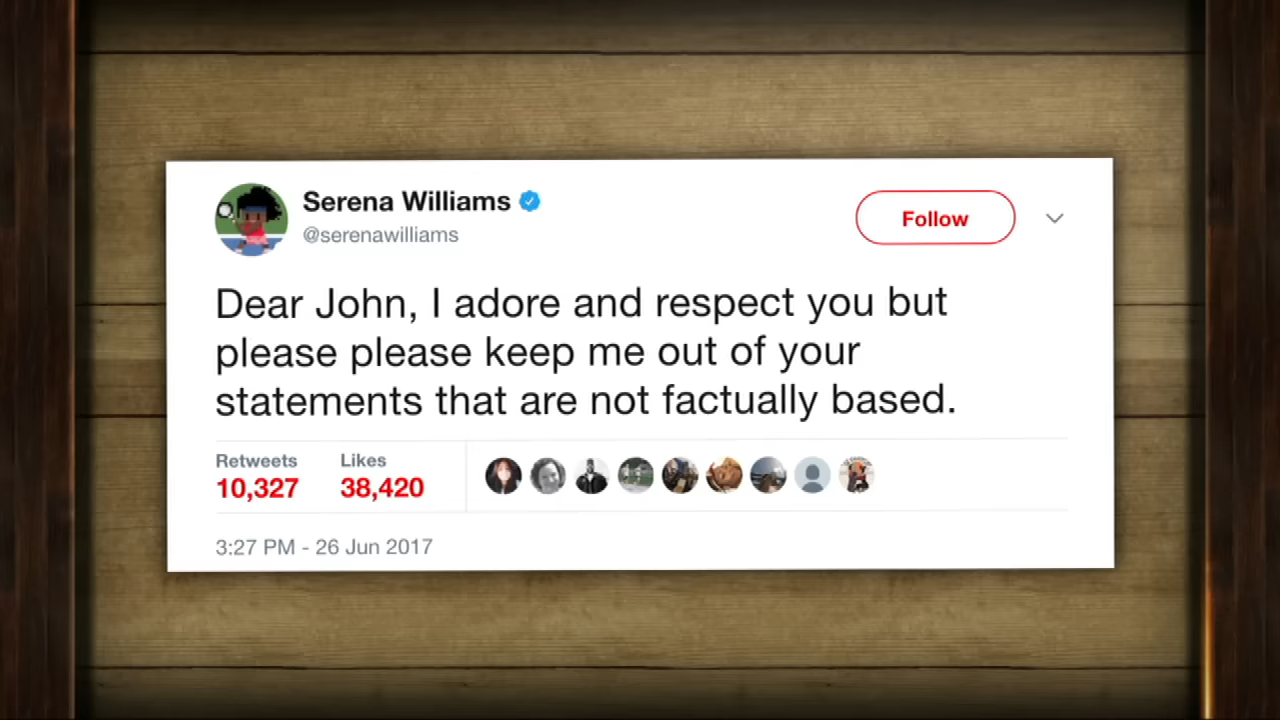 Serena Williams
@serenawilliams
Follow
Dear John, I adore and respect you but
please please keep me out of your
statements that are not factually based.
Retweets Likes
10,327 38,420
3:27 PM - 26 Jun 2017